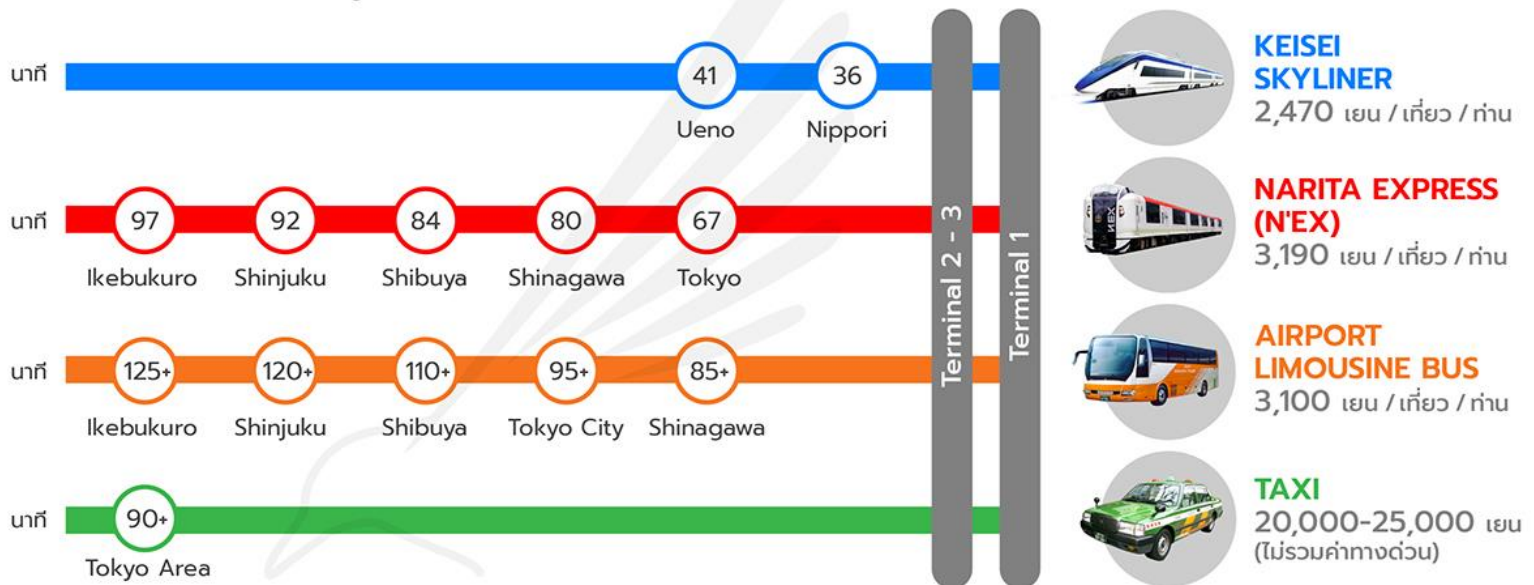 นาที
41
36
Ueno
Nippori
KEISEI
SKYLINER
2,470 เยน / เที่ยว / ท่าน
นาที
97
92
84
80
67
Ikebukuro
Shinjuku
Shibuya
Shinagawa
Tokyo
NARITA EXPRESS
(N'EX)
3,190 เยน / เที่ยว / ท่าน
นาที
125+
120+
110+
95+
85+
Ikebukuro
Shinjuku
Shibuya
Tokyo City
Shinagawa
AIRPORT
LIMOUSINE BUS
3,100 เยน / เที่ยว / ท่าน
นาที
90+
Tokyo Area
TAXI
20,000-25,000 เยน
(ไม่รวมค่าทางด่วน)
Terminal 2 - 3
Terminal 1